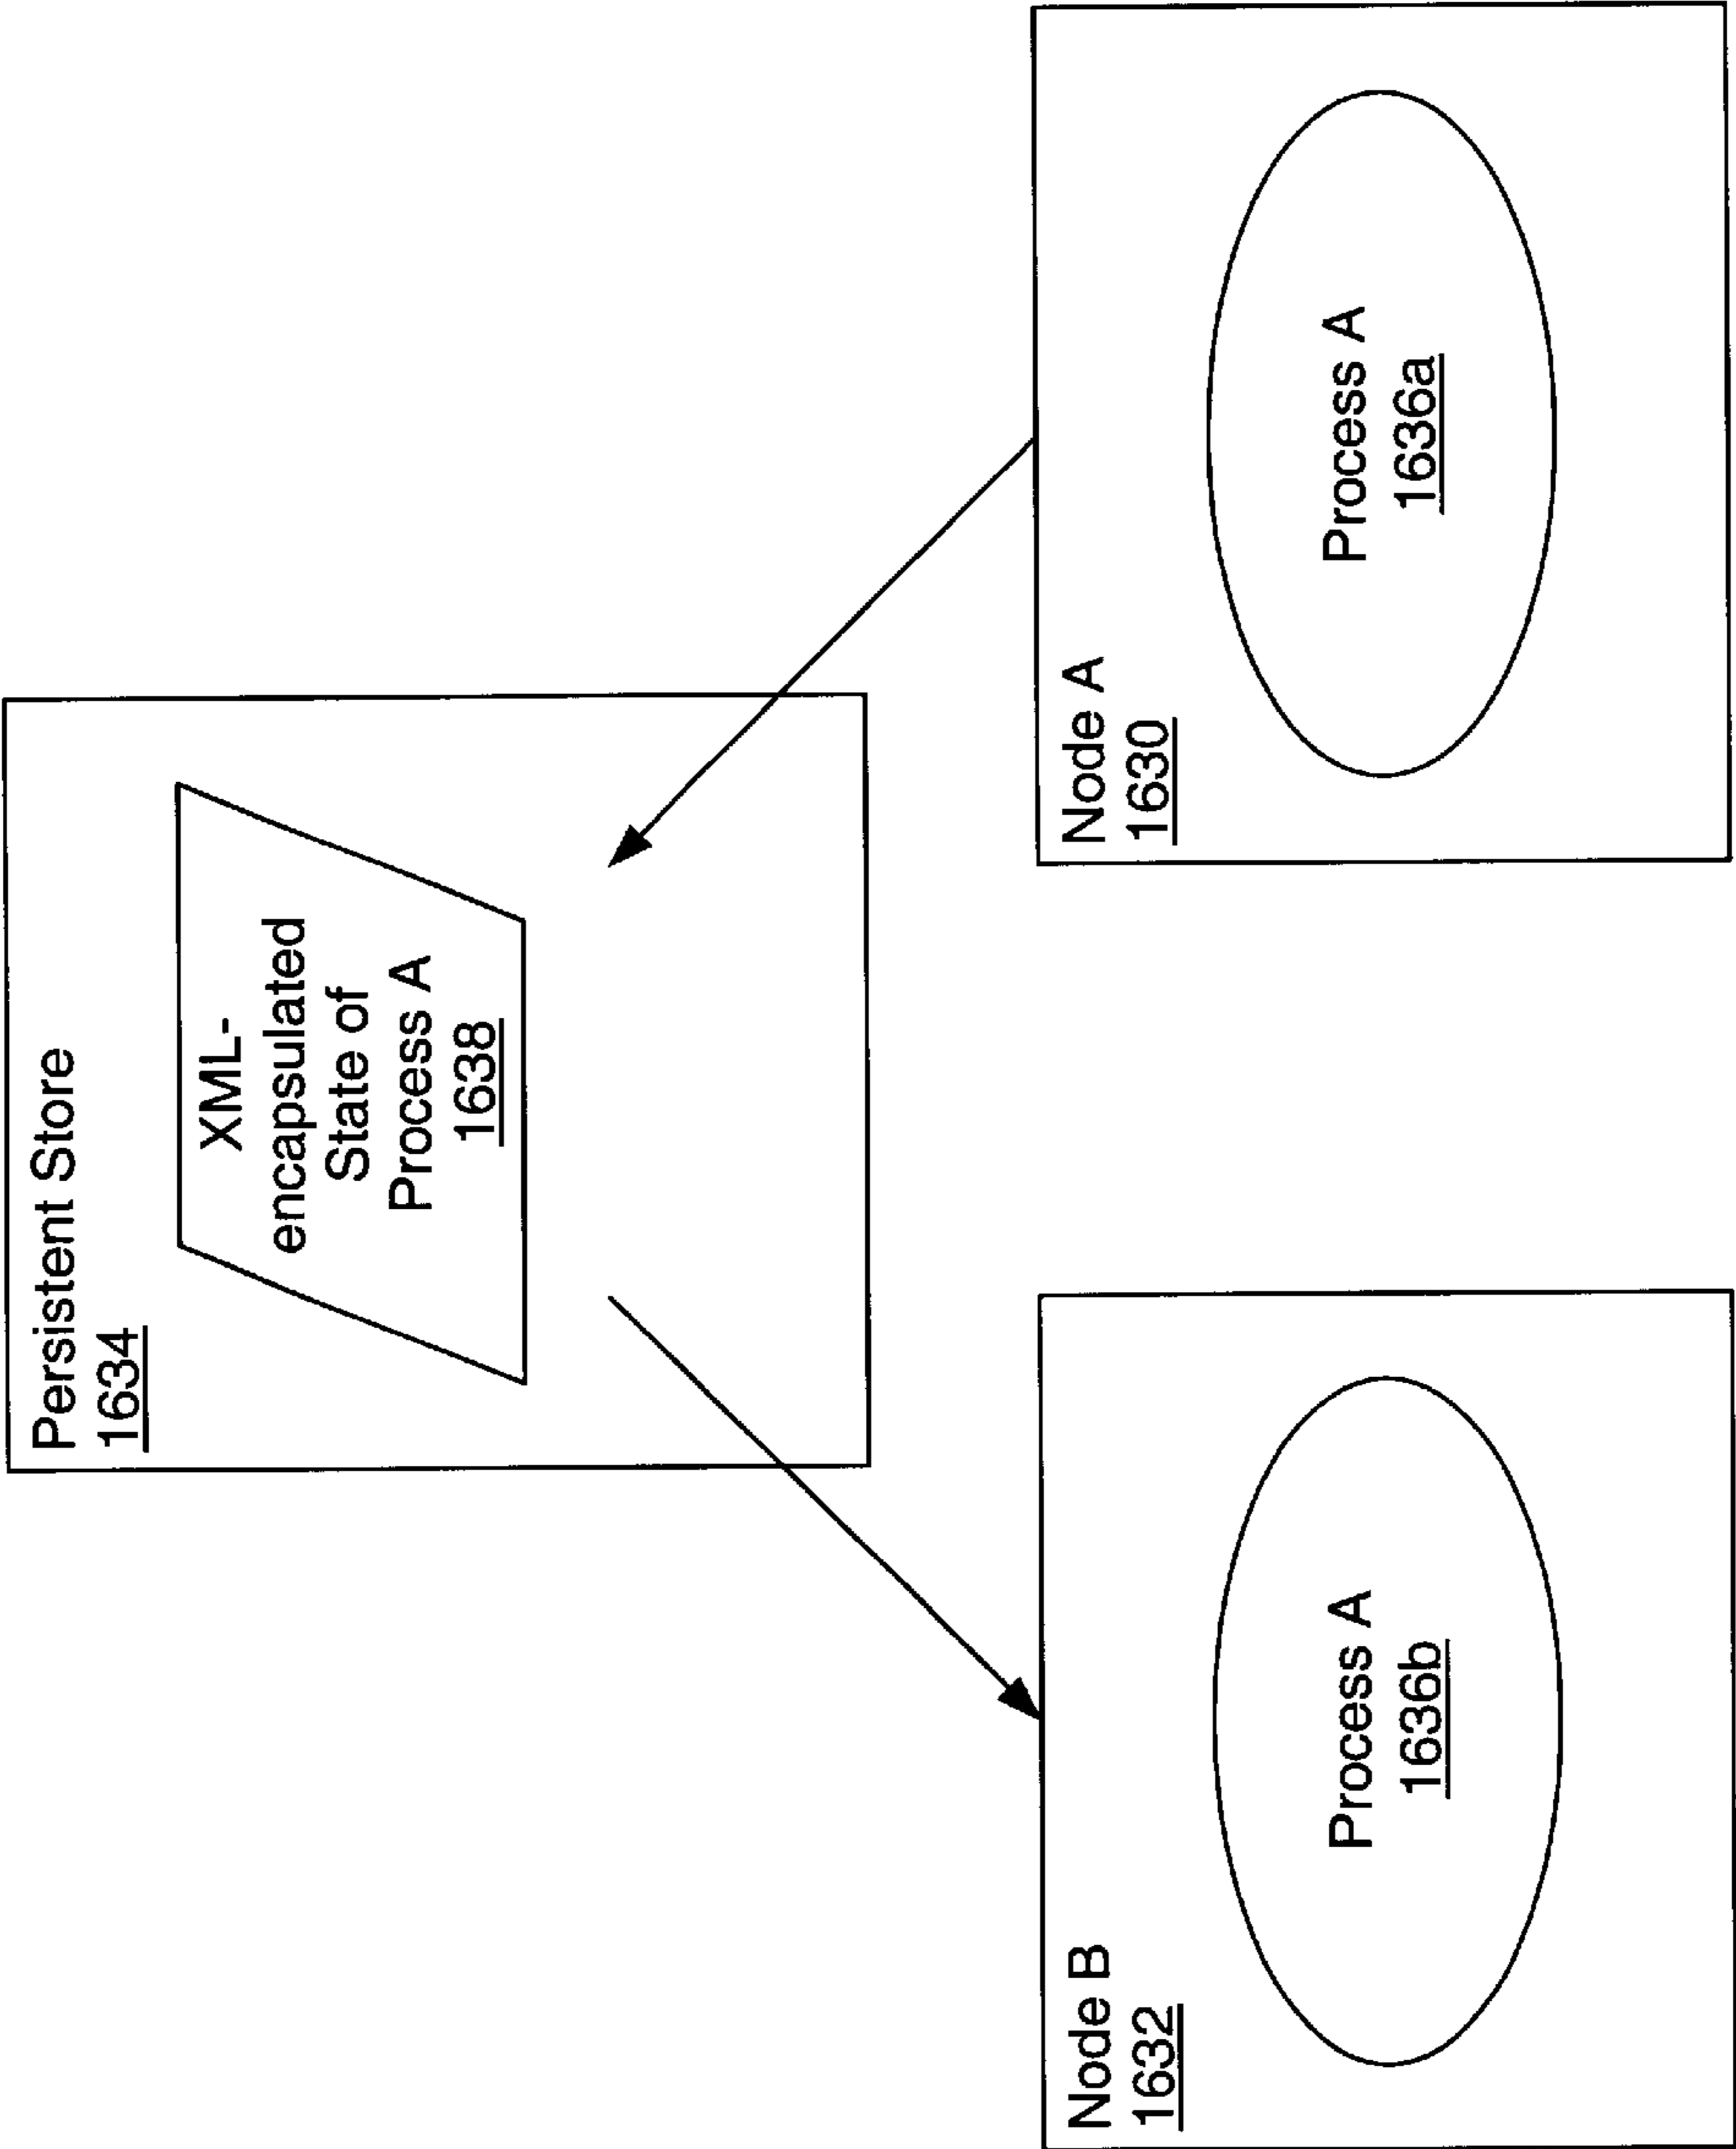 Persistent Store
1634
XML-
encapsulated
State of
Process A
1638
Node B
1632
Process A
1636b
Node A
1630
Process A
1636a